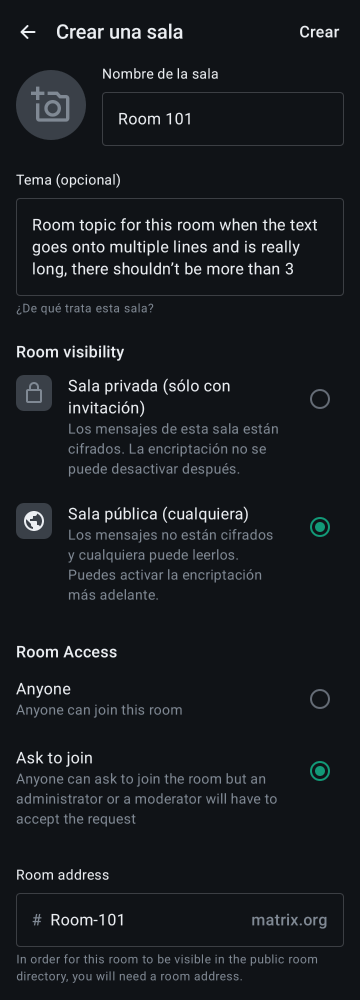 Crear una sala
Crear
Nombre de la sala
Room 101
Tema (opcional)
Room topic for this room when the text
goes onto multiple lines and is really
long, there shouldn’t be more than 3
¿De qué trata esta sala?
Room visibility
Sala privada (sólo con
invitación)
Los mensajes de esta sala están
cifrados. La encriptación no se
puede desactivar después.
Sala pública (cualquiera)
Los mensajes no están cifrados
y cualquiera puede leerlos.
Puedes activar la encriptación
más adelante.
Room Access
Anyone
Anyone can join this room
Ask to join
Anyone can ask to join the room but an
administrator or a moderator will have to
accept the request
Room address
# Room-101 matrix.org
In order for this room to be visible in the public room
directory, you will need a room address.